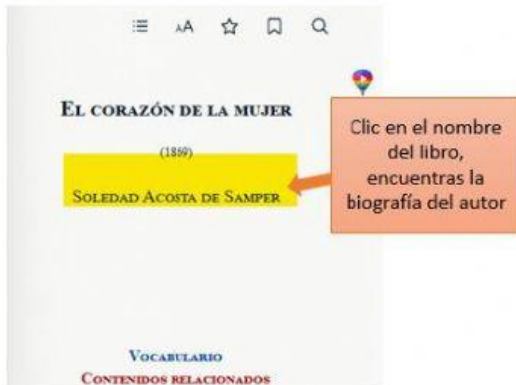 AA
EL CORAZÓN DE LA MUJER
(1869)
SOLEDAD ACOSTA DE SAMPER
Clic en el nombre
del libro,
encuentras la
biografía del autor
VOCABULARIO
CONTENIDOS RELACIONADOS